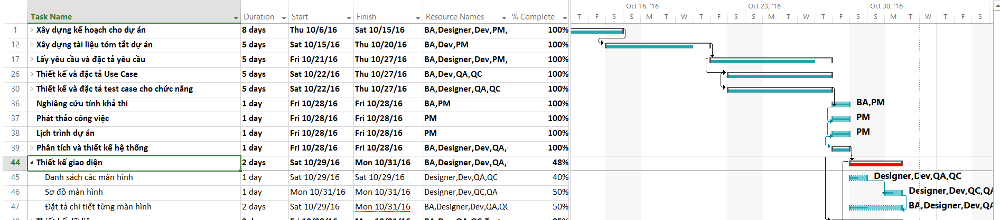 Oct 16, '16 Oct 23, '16 Oct 30, '16
Task Name Duration Start Finish Resource Names % Complete T F S S M T W T F S S M T W T F S S M T W T F S
1 Xây dựng kế hoạch cho dự án 8 days Thu 10/6/16 Sat 10/15/16 BA,Designer,Dev,PM, 100%
12 Xây dựng tài liệu tóm tắt dự án 5 days Sat 10/15/16 Thu 10/20/16 BA,Dev,PM 100%
17 Lấy yêu cầu và đặc tả yêu cầu 5 days Fri 10/21/16 Thu 10/27/16 BA,Designer,Dev,PM, 100%
26 Thiết kế và đặc tả Use Case 5 days Sat 10/22/16 Thu 10/27/16 BA,Dev,QA,QC 100%
30 Thiết kế và đặc tả test case cho chức năng 5 days Sat 10/22/16 Thu 10/27/16 BA,Designer,QA,QC 100%
36 Nghiêng cứu tính khả thi 1 day Fri 10/28/16 Fri 10/28/16 BA,PM 100% BA,PM
37 Phát thảo công việc 1 day Fri 10/28/16 Fri 10/28/16 PM 100% PM
38 Lịch trình dự án 1 day Fri 10/28/16 Fri 10/28/16 PM 100% PM
39 Phân tích và thiết kế hệ thống 1 day Fri 10/28/16 Fri 10/28/16 BA,Designer,Dev,QA, 100%
44 Thiết kế giao diện 2 days Sat 10/29/16 Mon 10/31/16 BA,Designer,Dev,QA, 48%
45 Danh sách các màn hình 1 day Sat 10/29/16 Sat 10/29/16 Designer,Dev,QA,QC 40% Designer,Dev,QA,QC
46 Sơ đồ màn hình 1 day Mon 10/31/16 Mon 10/31/16 Designer,Dev,QC,QA 50% Designer,Dev,QC,QA
47 Đặt tả chi tiết từng màn hình 2 days Sat 10/29/16 Mon 10/31/16 BA,Designer,Dev,QA,QC 50% BA,Designer,Dev,QA